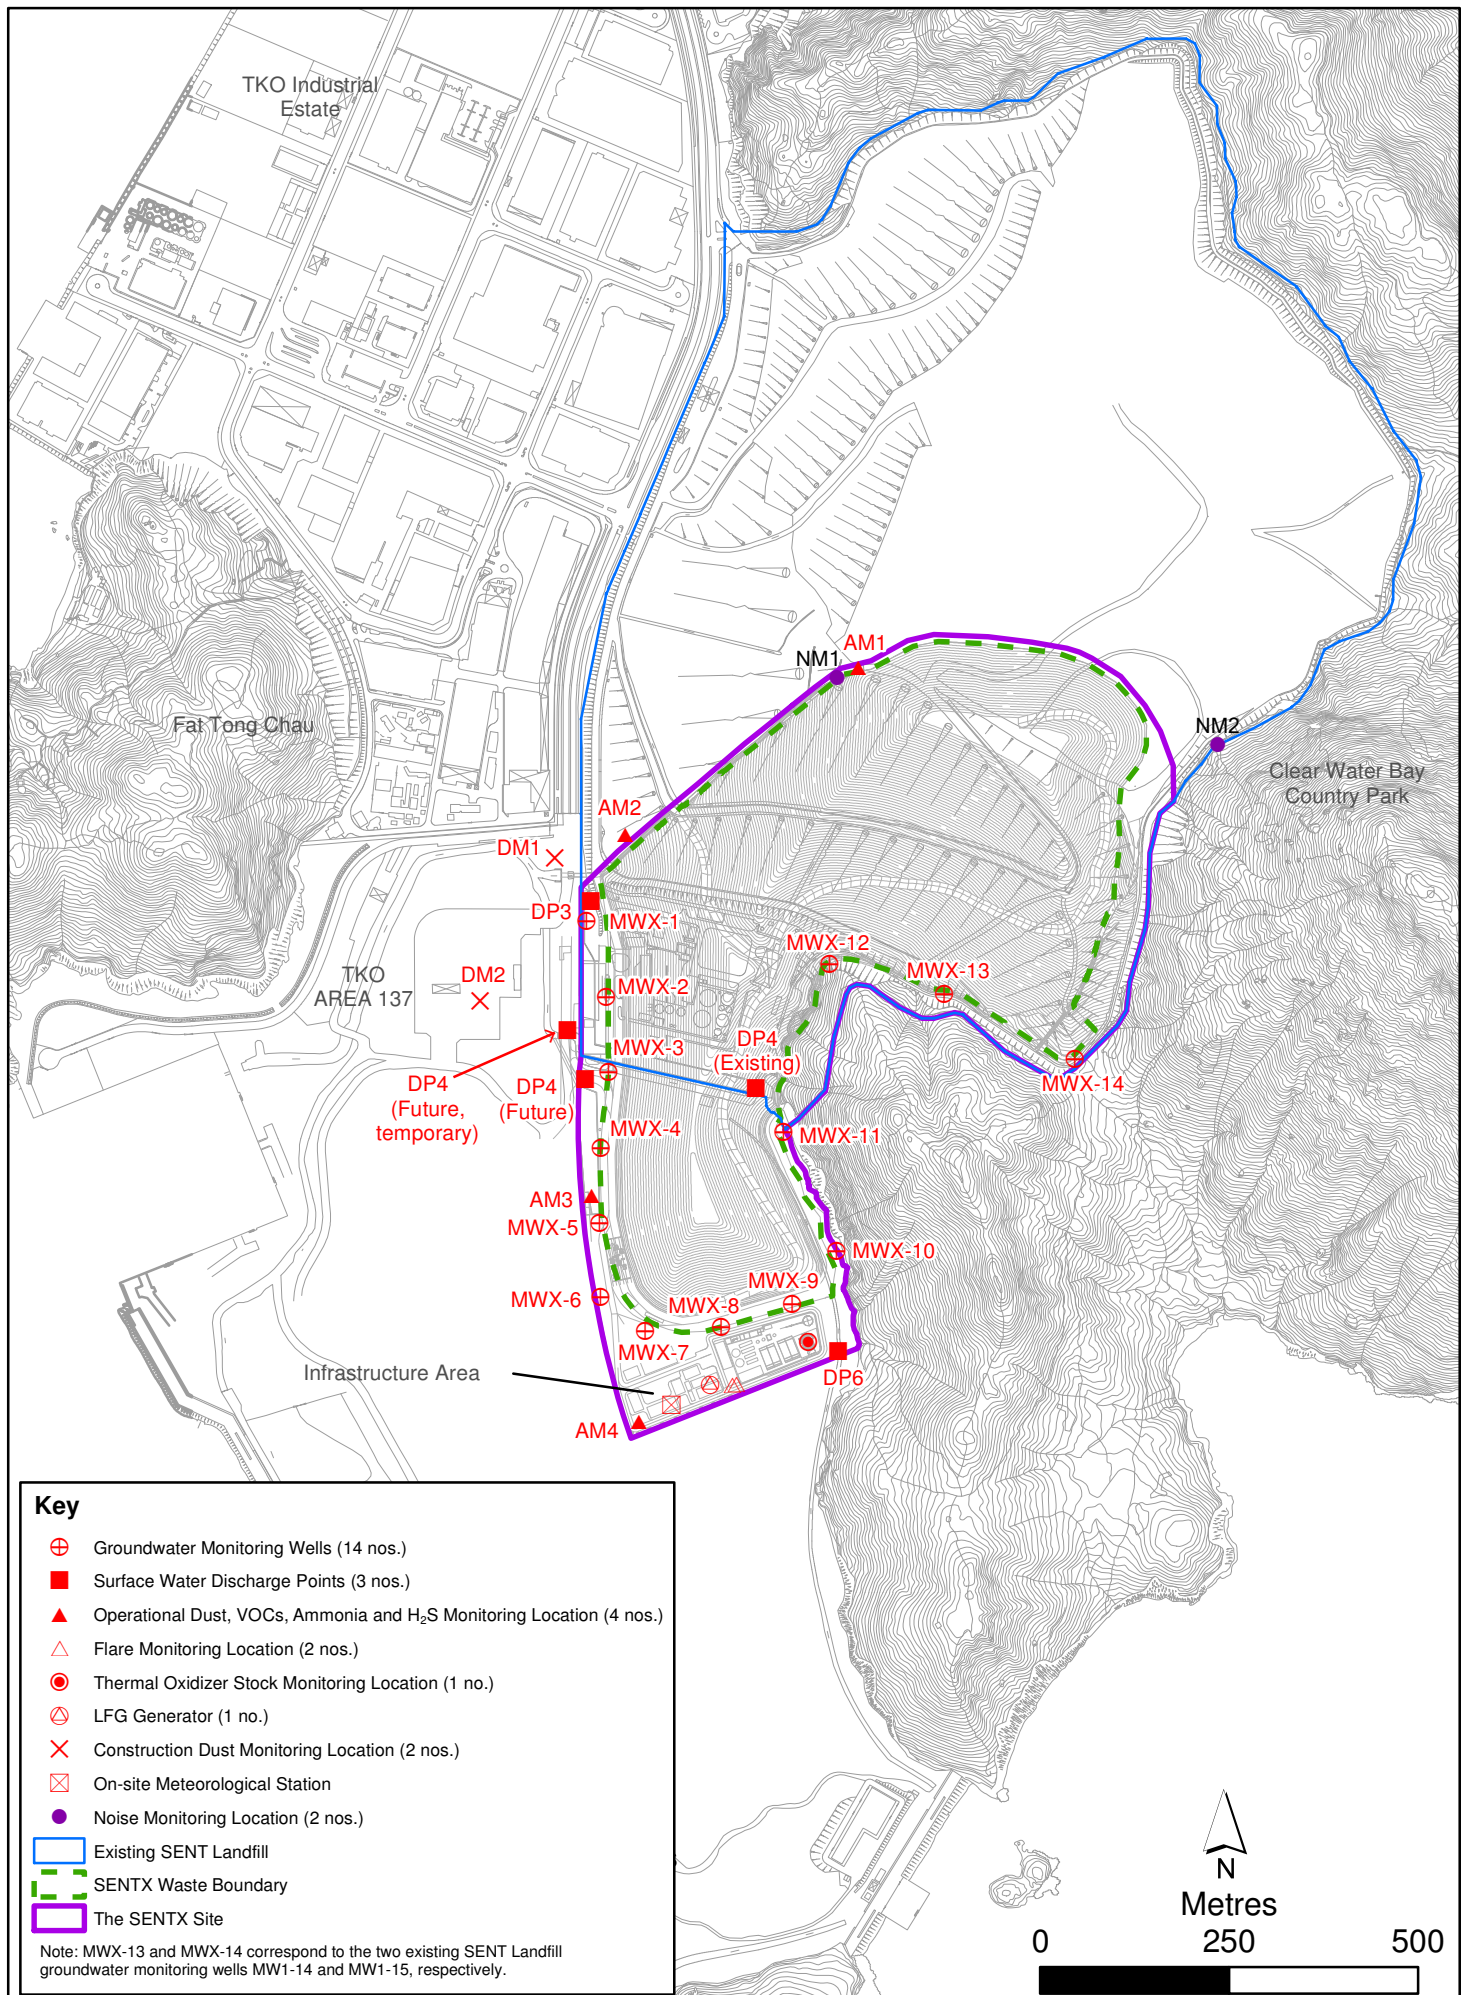 TKO Industrial
Estate
NM1
AM1
NM2
Fat Tong Chau
Clear Water Bay
Country Park
AM2
DM1
DP3
MWX-1
MWX-12
MWX-13
DM2
TKO
AREA 137
MWX-2
MWX-3
DP4
(Existing)
MWX-14
DP4
(Future,
temporary)
DP4
(Future)
MWX-4
MWX-11
AM3
MWX-5
MWX-10
MWX-6
MWX-9
MWX-8
MWX-7
Infrastructure Area
DP6
AM4
Key
Groundwater Monitoring Wells (14 nos.)
Surface Water Discharge Points (3 nos.)
Operational Dust, VOCs, Ammonia and H₂S Monitoring Location (4 nos.)
Flare Monitoring Location (2 nos.)
Thermal Oxidizer Stock Monitoring Location (1 no.)
LFG Generator (1 no.)
Construction Dust Monitoring Location (2 nos.)
On-site Meteorological Station
Noise Monitoring Location (2 nos.)
Existing SENT Landfill
SENTX Waste Boundary
The SENTX Site
Note: MWX-13 and MWX-14 correspond to the two existing SENT Landfill
groundwater monitoring wells MW1-14 and MW1-15, respectively.
N
Metres
0 250 500